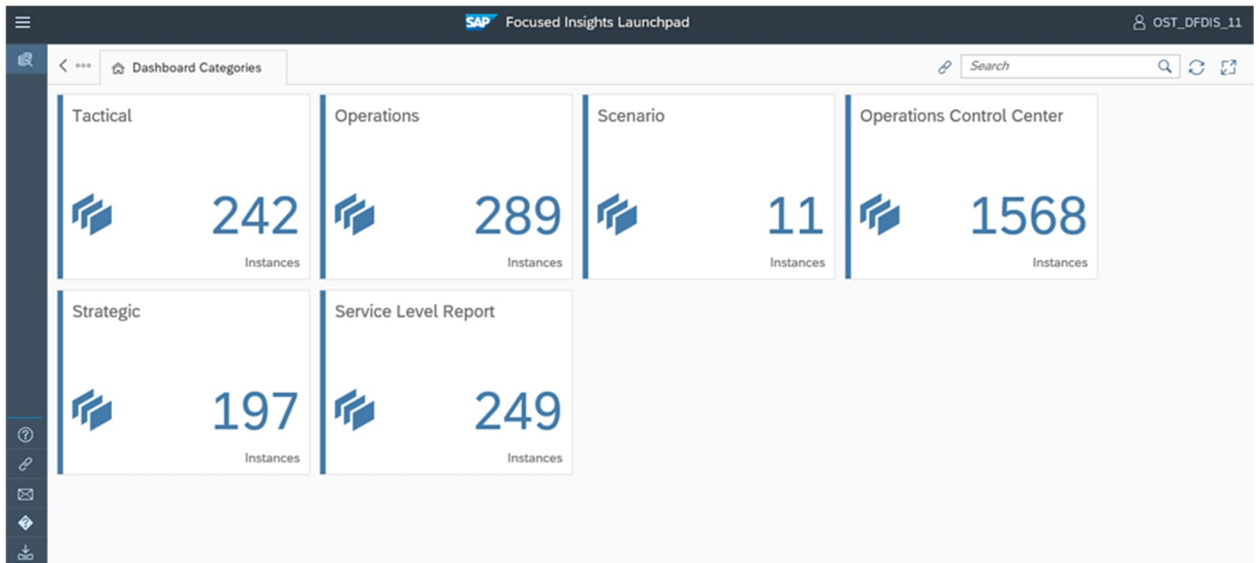 SAP Focused Insights Launchpad
OST_DFDIS_11
Dashboard Categories
Search
Tactical
242
Instances
Operations
289
Instances
Scenario
11
Instances
Operations Control Center
1568
Instances
Strategic
197
Instances
Service Level Report
249
Instances